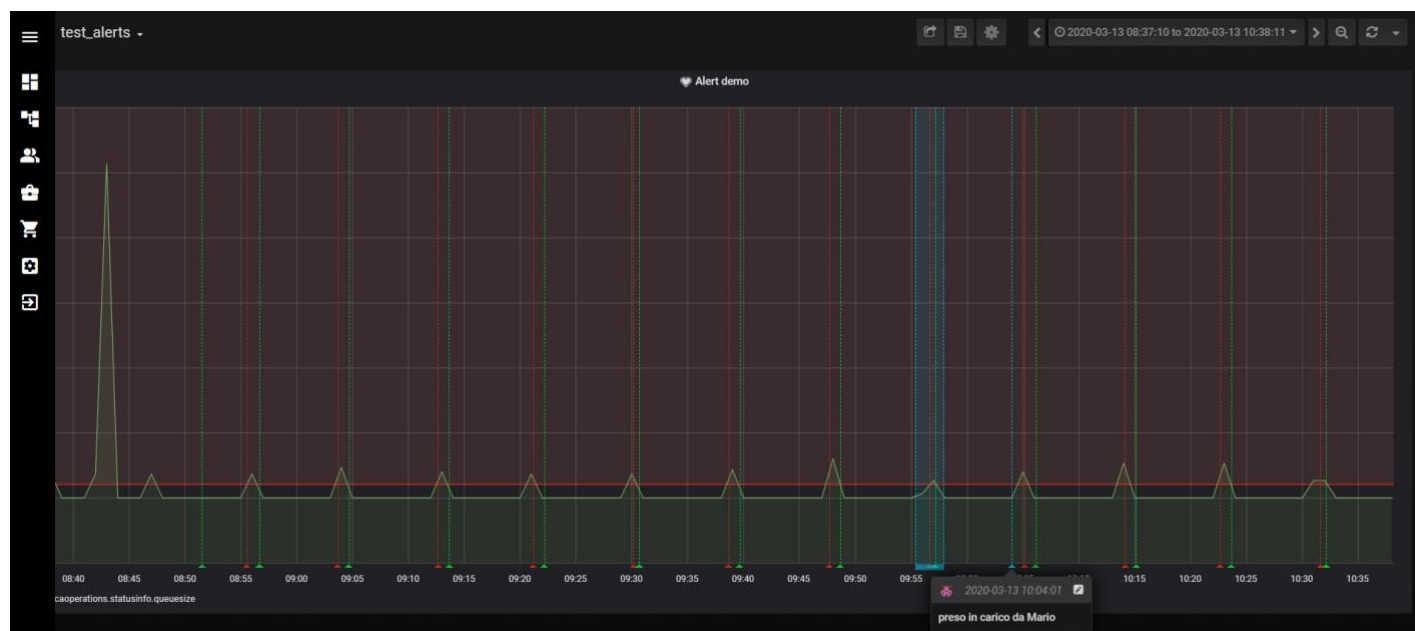 test_alerts
2020-03-13 08:37:10 to 2020-03-13 10:38:11
Alert demo
08:40 08:45 08:50 08:55 09:00 09:05 09:10 09:15 09:20 09:25 09:30 09:35 09:40 09:45 09:50 09:55 10:15 10:20 10:25 10:30 10:35
caoperations.statusinfo.queuesize
2020-03-13 10:04:01
preso in carico da Mario